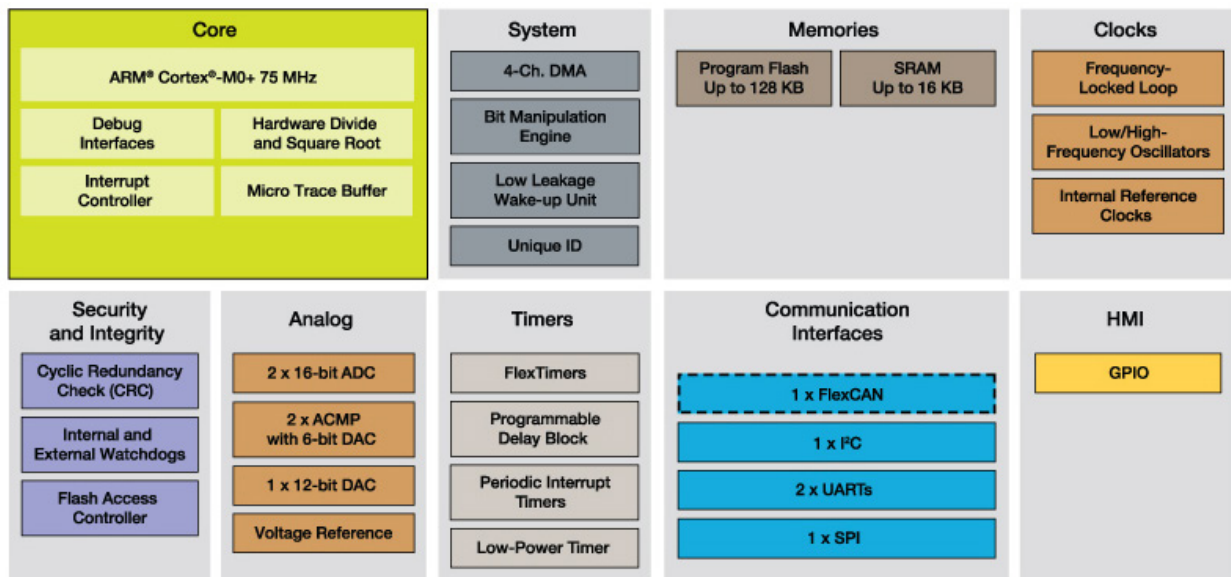 Core
ARM® Cortex®-M0+ 75 MHz
Debug
Interfaces
Hardware Divide
and Square Root
Interrupt
Controller
Micro Trace Buffer
System
4-Ch. DMA
Bit Manipulation
Engine
Low Leakage
Wake-up Unit
Unique ID
Memories
Program Flash
Up to 128 KB
SRAM
Up to 16 KB
Clocks
Frequency-
Locked Loop
Low/High-
Frequency Oscillators
Internal Reference
Clocks
Security
and Integrity
Cyclic Redundancy
Check (CRC)
Internal and
External Watchdogs
Flash Access
Controller
Analog
2 x 16-bit ADC
2 x ACMP
with 6-bit DAC
1 x 12-bit DAC
Voltage Reference
Timers
FlexTimers
Programmable
Delay Block
Periodic Interrupt
Timers
Low-Power Timer
Communication
Interfaces
1 x FlexCAN
1 x I²C
2 x UARTs
1 x SPI
HMI
GPIO